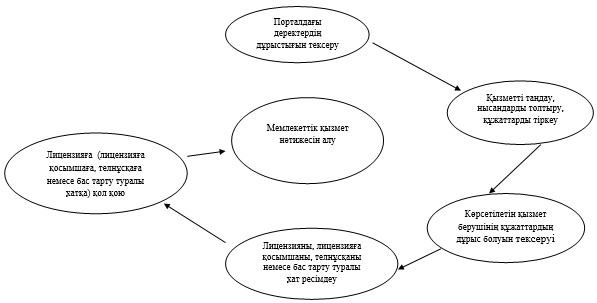 Порталдағы
деректердің
дұрыстығын тексеру
Қызметті таңдау,
нысандарды толтыру,
құжаттарды тіркеу
Көрсетілетін қызмет
берушінің құжаттардың
дұрыс болуын тексеруі
Лицензияны, лицензияға
қосымшаны, телнұсқаны
немесе бас тарту туралы
хат ресімдеу
Лицензияға (лицензияға
қосымшаға, телнұсқаға
немесе бас тарту туралы
хатқа) қол қою
Мемлекеттік қызмет
нәтижесін алу